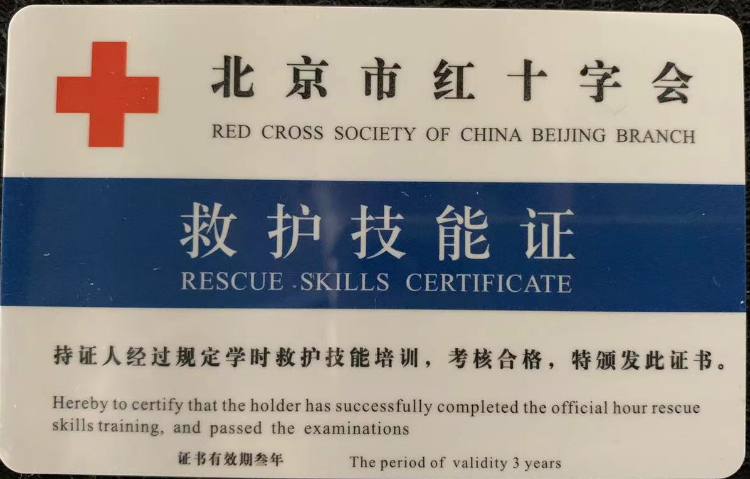 北京市红十字会
RED CROSS SOCIETY OF CHINA BEIJING BRANCH
救护技能证
RESCUE SKILLS CERTIFICATE
持证人经过规定学时救护技能培训，考核合格，特颁发此证书。
Hereby to certify that the holder has successfully completed the official hour rescue
skills training, and passed the examinations
证书有效期叁年 The period of validity 3 years